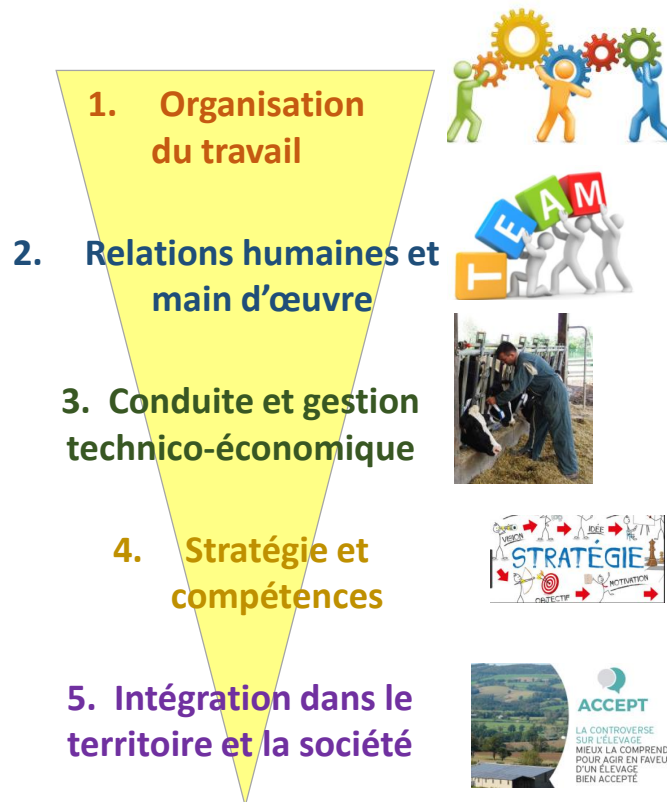 1. Organisation
du travail
TEAM
2. Relations humaines et
main d'œuvre
3. Conduite et gestion
technico-économique
VISION
IDÉE
4. Stratégie et
compétences
STRATÉGIE
MOTIVATION
OBJECTIF
5. Intégration dans le
territoire et la société
ACCEPT
LA CONTROVERSE
SUR L'ÉLEVAGE
MIEUX LA COMPREND
POUR AGIR EN FAVEU
D'UN ÉLEVAGE
BIEN ACCEPTÉ